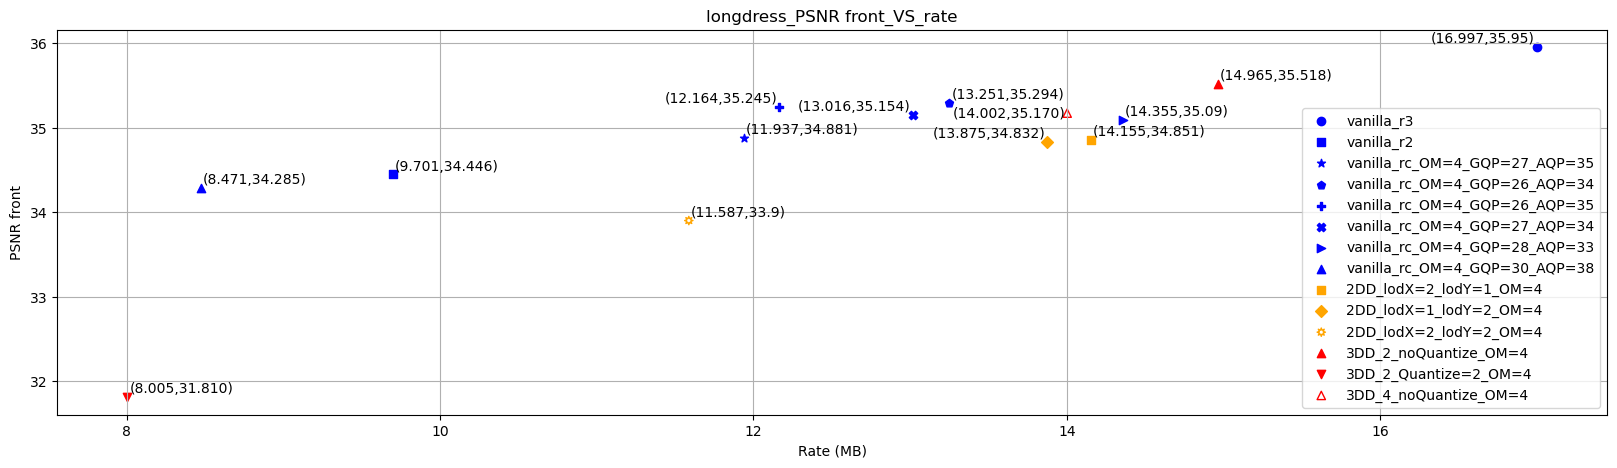 longdress_PSNR front_VS_rate
PSNR front
36
35
34
33
32
(16.997,35.95)
(14.965,35.518)
(12.164,35.245)
(13.251,35.294)
(13.016,35.154)
(14.002,35.170)
(14.355,35.09)
(11.937,34.881)
(13.875,34.832)
(14.155,34.851)
(9.701,34.446)
(8.471,34.285)
(11.587,33.9)
(8.005,31.810)
vanilla_r3
vanilla_r2
vanilla_rc_OM=4_GQP=27_AQP=35
vanilla_rc_OM=4_GQP=26_AQP=34
vanilla_rc_OM=4_GQP=26_AQP=35
vanilla_rc_OM=4_GQP=27_AQP=34
vanilla_rc_OM=4_GQP=28_AQP=33
vanilla_rc_OM=4_GQP=30_AQP=38
2DD_lodX=2_lodY=1_OM=4
2DD_lodX=1_lodY=2_OM=4
2DD_lodX=2_lodY=2_OM=4
3DD_2_noQuantize_OM=4
3DD_2_Quantize=2_OM=4
3DD_4_noQuantize_OM=4
8
10
12
14
16
Rate (MB)